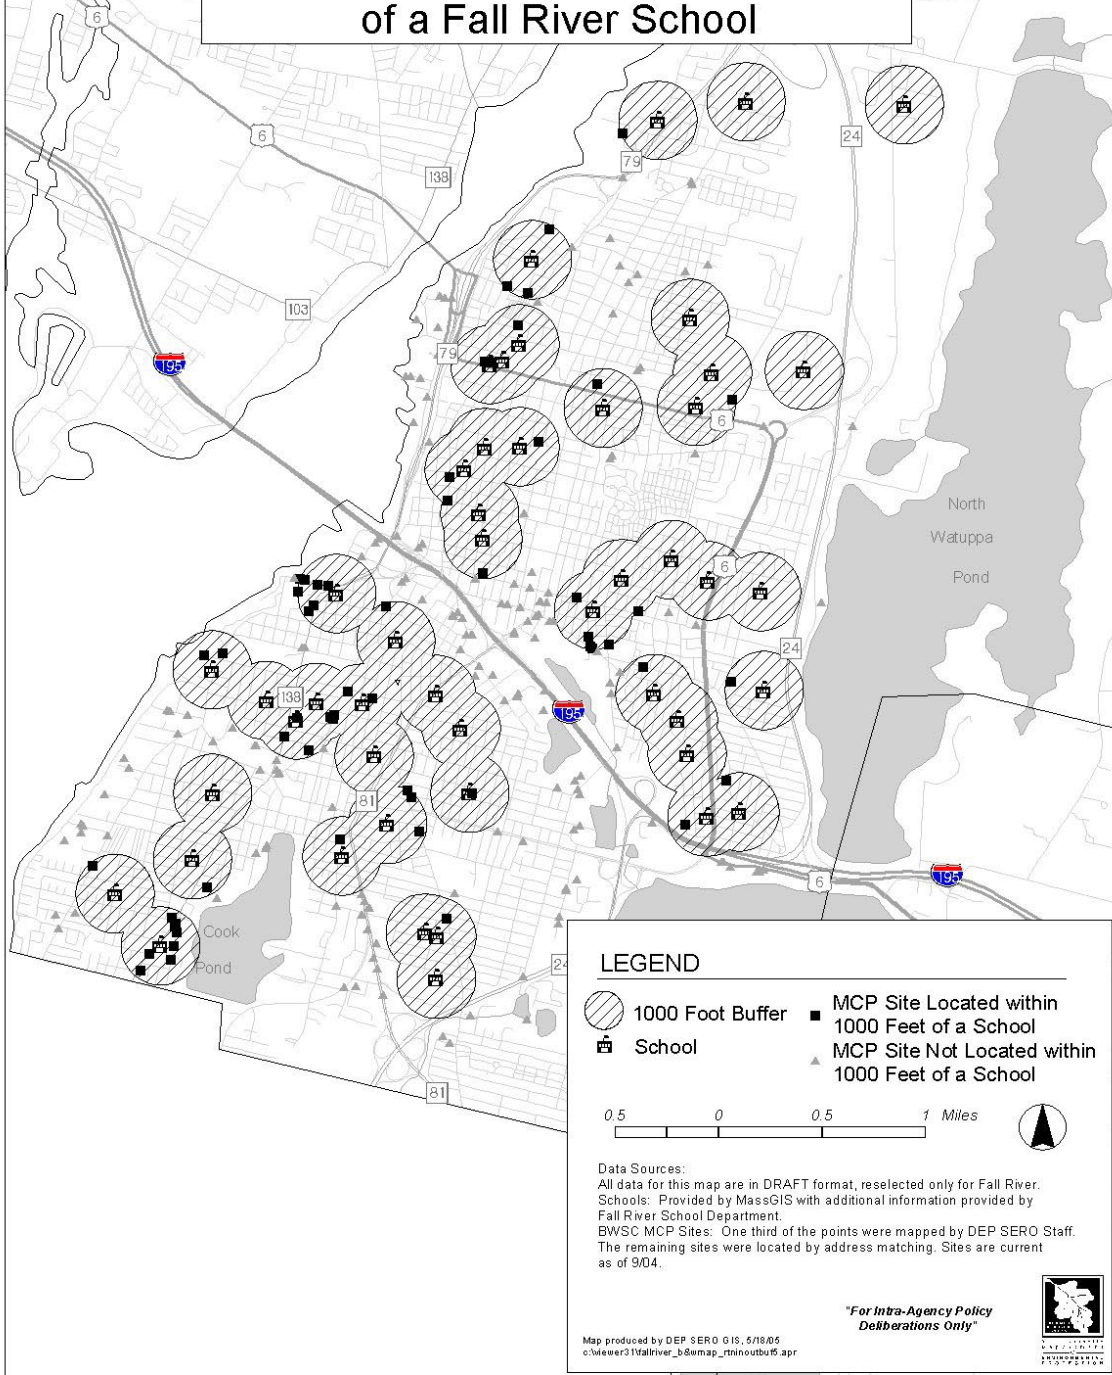 of a Fall River School
6
24
6
79
138
103
79
195
6
North
Watuppa
Pond
6
24
138
195
81
195
6
Cook
Pond
24
81
LEGEND
1000 Foot Buffer
School
MCP Site Located within
1000 Feet of a School
MCP Site Not Located within
1000 Feet of a School
0.5 0 0.5 1 Miles
Data Sources:
All data for this map are in DRAFT format, reselected only for Fall River.
Schools: Provided by MassGIS with additional information provided by
Fall River School Department.
BWSC MCP Sites: One third of the points were mapped by DEP SERO Staff.
The remaining sites were located by address matching. Sites are current
as of 9/04.
"For Intra-Agency Policy
Deliberations Only"
Map produced by DEP SERO GIS, 5/18/05
c:\viewer31\fallriver_b&wmap_rtninoutbuf5.apr